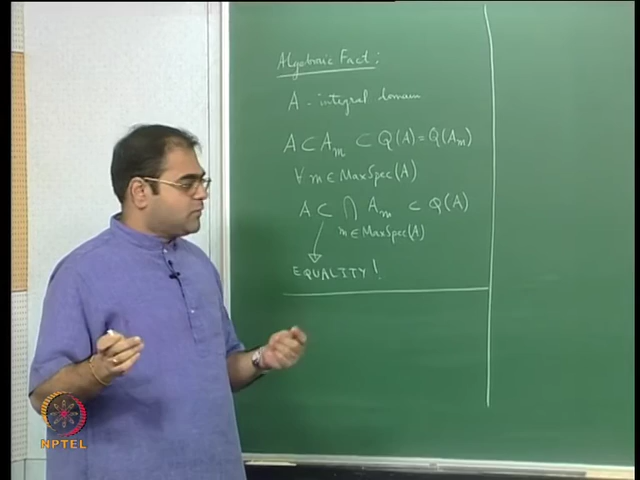 Algebraic Fact:
A - integral domain
A ⊂ A_m ⊂ Q(A) = Q(A_m)
∀ m ∈ MaxSpec(A)
A ⊂ ⋂ A_m ⊂ Q(A)
m ∈ MaxSpec(A)
EQUALITY!
NPTEL